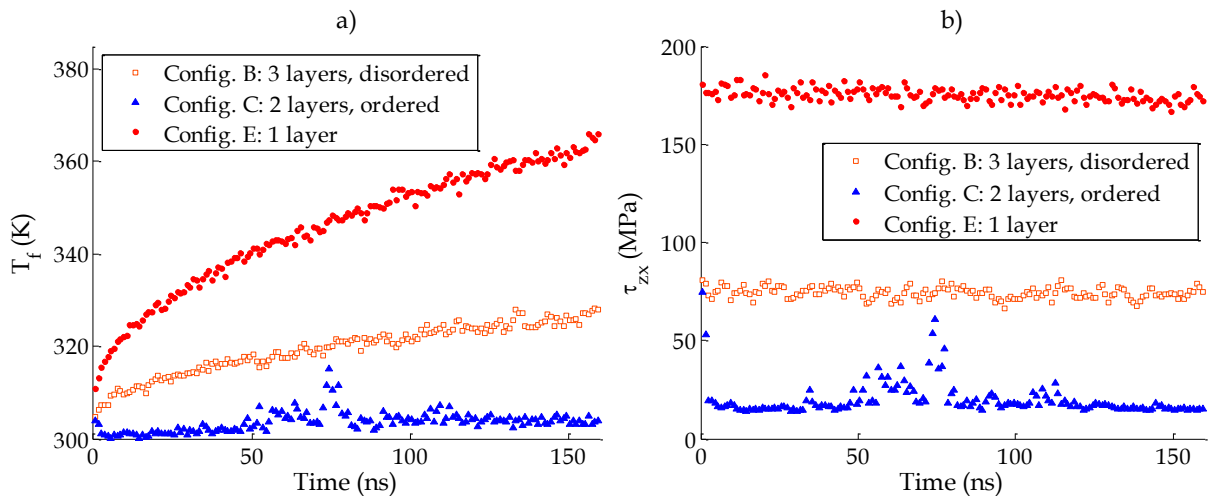 a)
380
360
340
320
300
T_f (K)
Config. B: 3 layers, disordered
Config. C: 2 layers, ordered
Config. E: 1 layer
0 50 100 150
Time (ns)
b)
200
150
100
50
0
τ_zx (MPa)
Config. B: 3 layers, disordered
Config. C: 2 layers, ordered
Config. E: 1 layer
0 50 100 150
Time (ns)